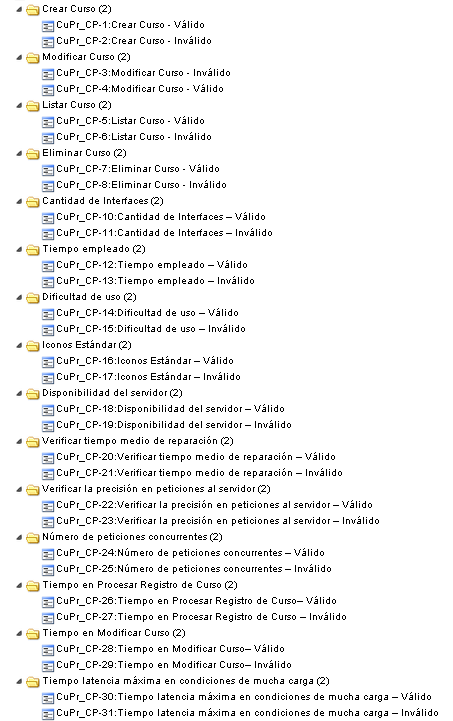 Crear Curso (2)
CuPr_CP-1:Crear Curso - Válido
CuPr_CP-2:Crear Curso - Inválido
Modificar Curso (2)
CuPr_CP-3:Modificar Curso - Inválido
CuPr_CP-4:Modificar Curso - Válido
Listar Curso (2)
CuPr_CP-5:Listar Curso - Válido
CuPr_CP-6:Listar Curso - Inválido
Eliminar Curso (2)
CuPr_CP-7:Eliminar Curso - Válido
CuPr_CP-8:Eliminar Curso - Inválido
Cantidad de Interfaces (2)
CuPr_CP-10:Cantidad de Interfaces – Válido
CuPr_CP-11:Cantidad de Interfaces – Inválido
Tiempo empleado (2)
CuPr_CP-12:Tiempo empleado – Válido
CuPr_CP-13:Tiempo empleado – Inválido
Dificultad de uso (2)
CuPr_CP-14:Dificultad de uso – Válido
CuPr_CP-15:Dificultad de uso – Inválido
Iconos Estándar (2)
CuPr_CP-16:Iconos Estándar – Válido
CuPr_CP-17:Iconos Estándar – Inválido
Disponibilidad del servidor (2)
CuPr_CP-18:Disponibilidad del servidor – Válido
CuPr_CP-19:Disponibilidad del servidor – Inválido
Verificar tiempo medio de reparación (2)
CuPr_CP-20:Verificar tiempo medio de reparación – Válido
CuPr_CP-21:Verificar tiempo medio de reparación – Inválido
Verificar la precisión en peticiones al servidor (2)
CuPr_CP-22:Verificar la precisión en peticiones al servidor – Válido
CuPr_CP-23:Verificar la precisión en peticiones al servidor – Inválido
Número de peticiones concurrentes (2)
CuPr_CP-24:Número de peticiones concurrentes – Válido
CuPr_CP-25:Número de peticiones concurrentes – Inválido
Tiempo en Procesar Registro de Curso (2)
CuPr_CP-26:Tiempo en Procesar Registro de Curso– Válido
CuPr_CP-27:Tiempo en Procesar Registro de Curso – Inválido
Tiempo en Modificar Curso (2)
CuPr_CP-28:Tiempo en Modificar Curso– Válido
CuPr_CP-29:Tiempo en Modificar Curso– Inválido
Tiempo latencia máxima en condiciones de mucha carga (2)
CuPr_CP-30:Tiempo latencia máxima en condiciones de mucha carga – Válido
CuPr_CP-31:Tiempo latencia máxima en condiciones de mucha carga – Inválido